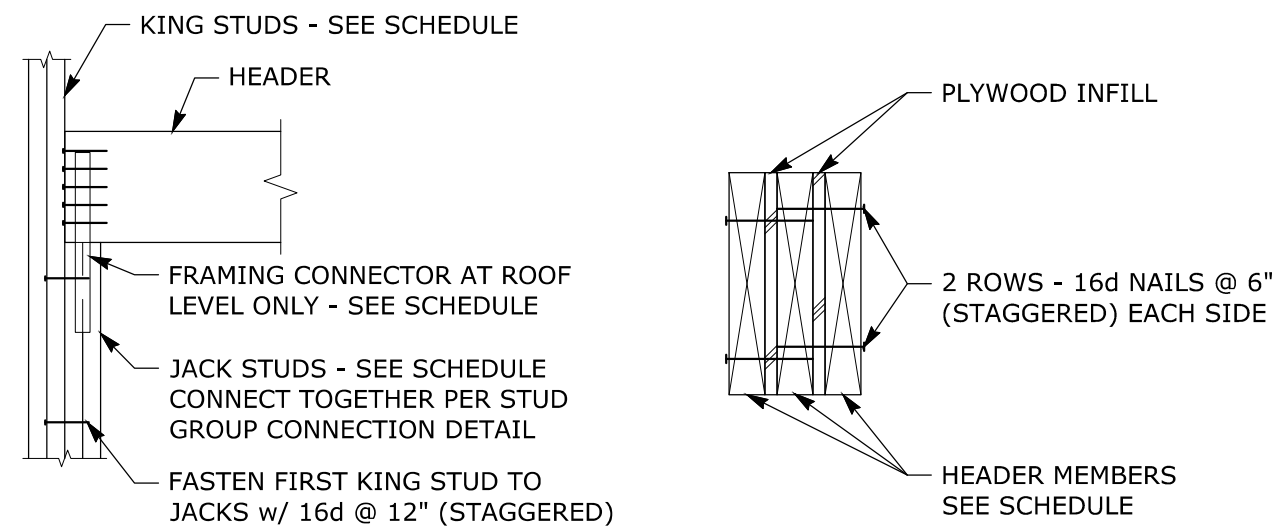 KING STUDS - SEE SCHEDULE
HEADER
FRAMING CONNECTOR AT ROOF
LEVEL ONLY - SEE SCHEDULE
JACK STUDS - SEE SCHEDULE
CONNECT TOGETHER PER STUD
GROUP CONNECTION DETAIL
FASTEN FIRST KING STUD TO
JACKS w/ 16d @ 12" (STAGGERED)
PLYWOOD INFILL
2 ROWS - 16d NAILS @ 6"
(STAGGERED) EACH SIDE
HEADER MEMBERS
SEE SCHEDULE